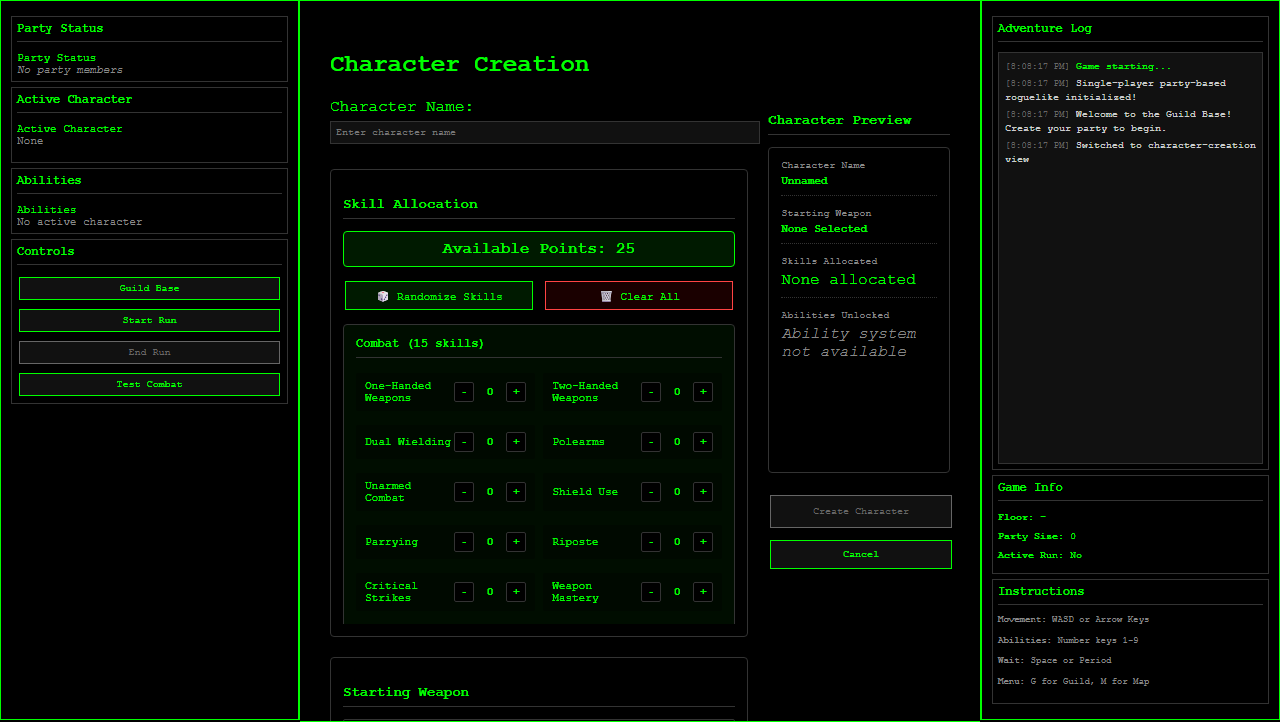 Party Status
Party Status
No party members
Active Character
Active Character
None
Abilities
Abilities
No active character
Controls
Guild Base
Start Run
End Run
Test Combat
Character Creation
Character Name:
Enter character name
Skill Allocation
Available Points: 25
Randomize Skills
Clear All
Combat (15 skills)
One-Handed
Weapons
- 0 +
Two-Handed
Weapons
- 0 +
Dual Wielding - 0 +
Polearms - 0 +
Unarmed
Combat
- 0 +
Shield Use - 0 +
Parrying - 0 +
Riposte - 0 +
Critical
Strikes
- 0 +
Weapon
Mastery
- 0 +
Starting Weapon
Character Preview
Character Name
Unnamed
Starting Weapon
None Selected
Skills Allocated
None allocated
Abilities Unlocked
Ability system
not available
Create Character
Cancel
Adventure Log
[8:08:17 PM] Game starting...
[8:08:17 PM] Single-player party-based
roguelike initialized!
[8:08:17 PM] Welcome to the Guild Base!
Create your party to begin.
[8:08:17 PM] Switched to character-creation
view
Game Info
Floor: -
Party Size: 0
Active Run: No
Instructions
Movement: WASD or Arrow Keys
Abilities: Number keys 1-9
Wait: Space or Period
Menu: G for Guild, M for Map